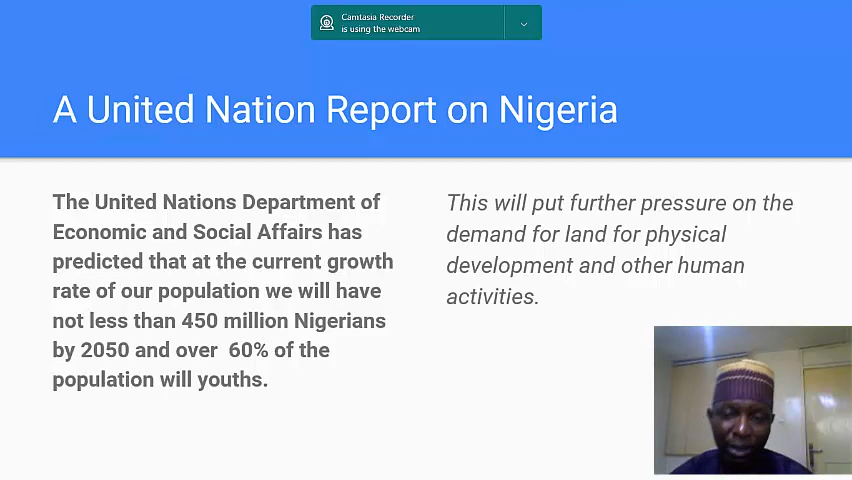 Camtasia Recorder
is using the webcam
A United Nation Report on Nigeria
The United Nations Department of
Economic and Social Affairs has
predicted that at the current growth
rate of our population we will have
not less than 450 million Nigerians
by 2050 and over 60% of the
population will youths.
This will put further pressure on the
demand for land for physical
development and other human
activities.